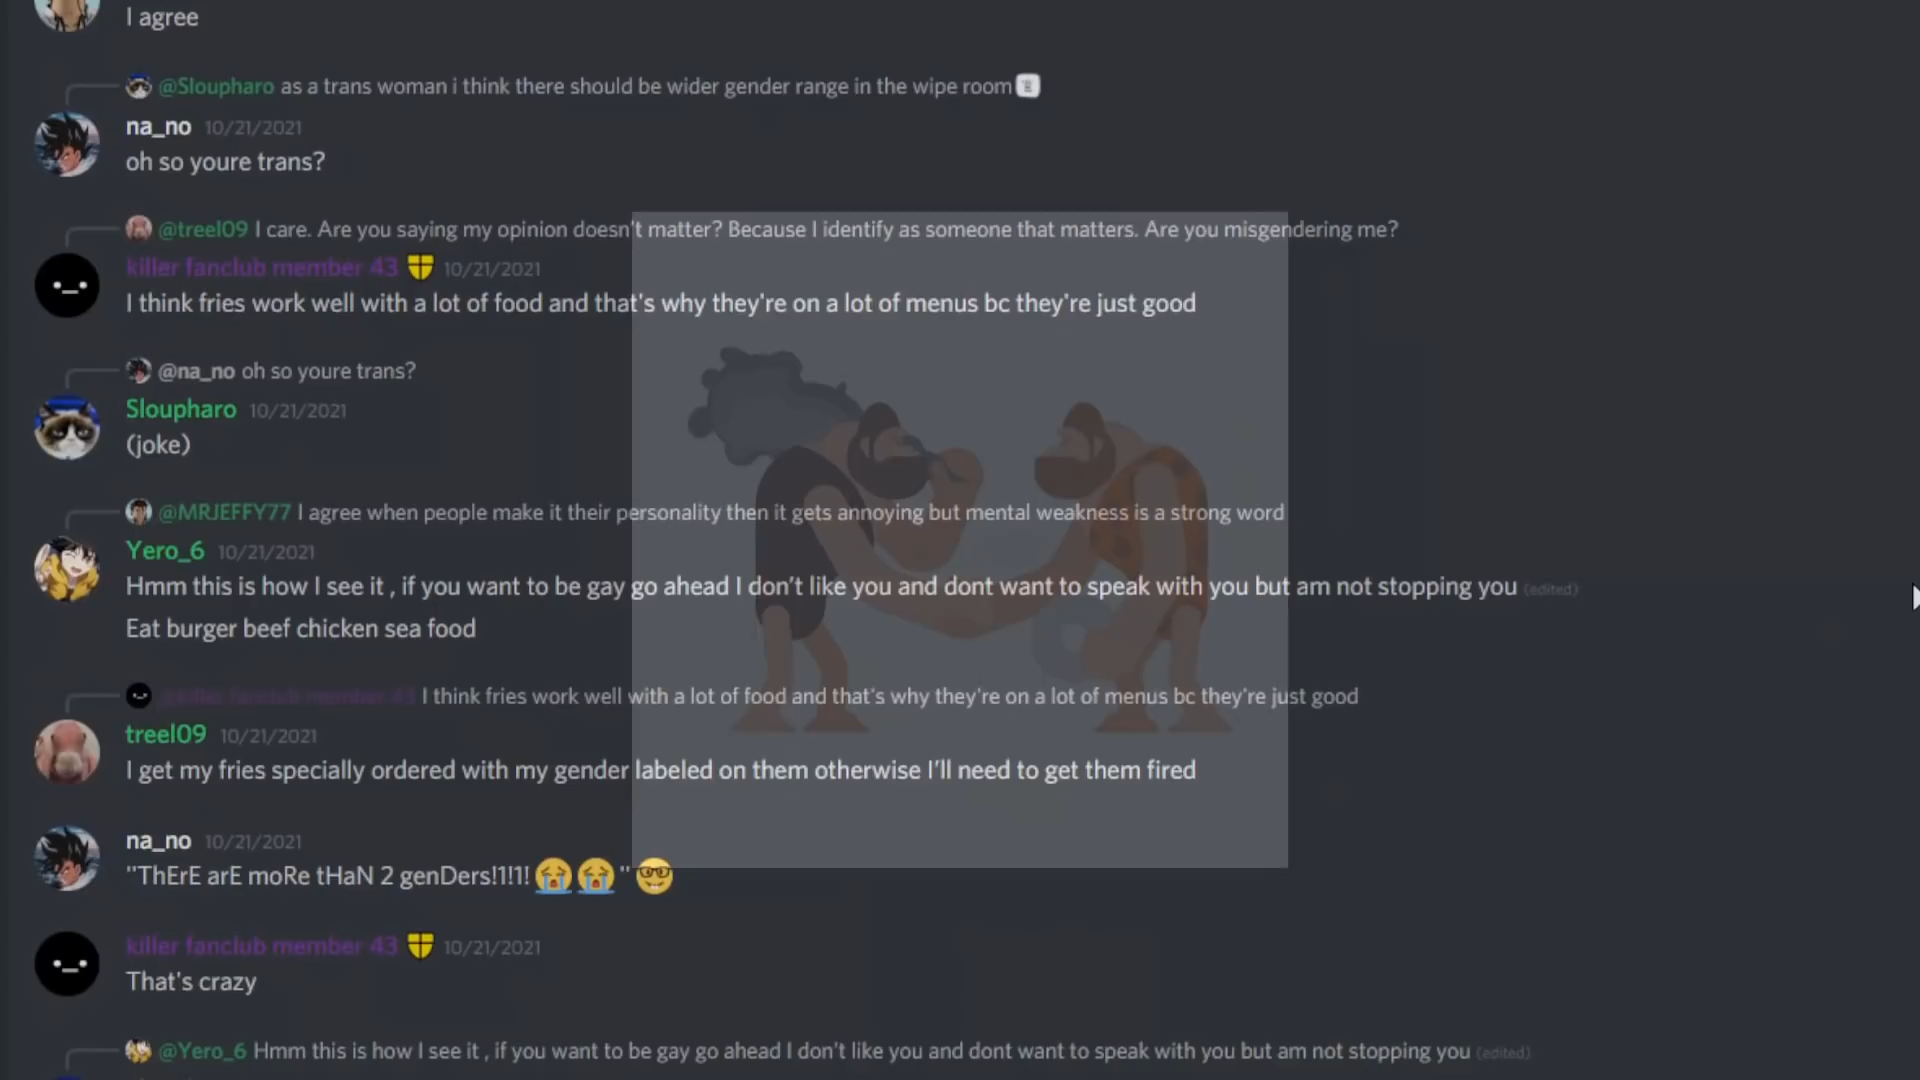 I agree
@Sloupharo as a trans woman i think there should be wider gender range in the wipe room
na_no 10/21/2021
oh so youre trans?
@treel09 I care. Are you saying my opinion doesn't matter? Because I identify as someone that matters. Are you misgendering me?
killer fanclub member 43 10/21/2021
I think fries work well with a lot of food and that's why they're on a lot of menus bc they're just good
@na_no oh so youre trans?
Sloupharo 10/21/2021
(joke)
@MRJEFFY77 I agree when people make it their personality then it gets annoying but mental weakness is a strong word
Yero_6 10/21/2021
Hmm this is how I see it , if you want to be gay go ahead I don't like you and dont want to speak with you but am not stopping you (edited)
Eat burger beef chicken sea food
@killer fanclub member 43 I think fries work well with a lot of food and that's why they're on a lot of menus bc they're just good
treel09 10/21/2021
I get my fries specially ordered with my gender labeled on them otherwise I'll need to get them fired
na_no 10/21/2021
"ThErE arE moRe tHaN 2 genDers!1!1! 😭😭 " 🤓
killer fanclub member 43 10/21/2021
That's crazy
@Yero_6 Hmm this is how I see it , if you want to be gay go ahead I don't like you and dont want to speak with you but am not stopping you (edited)